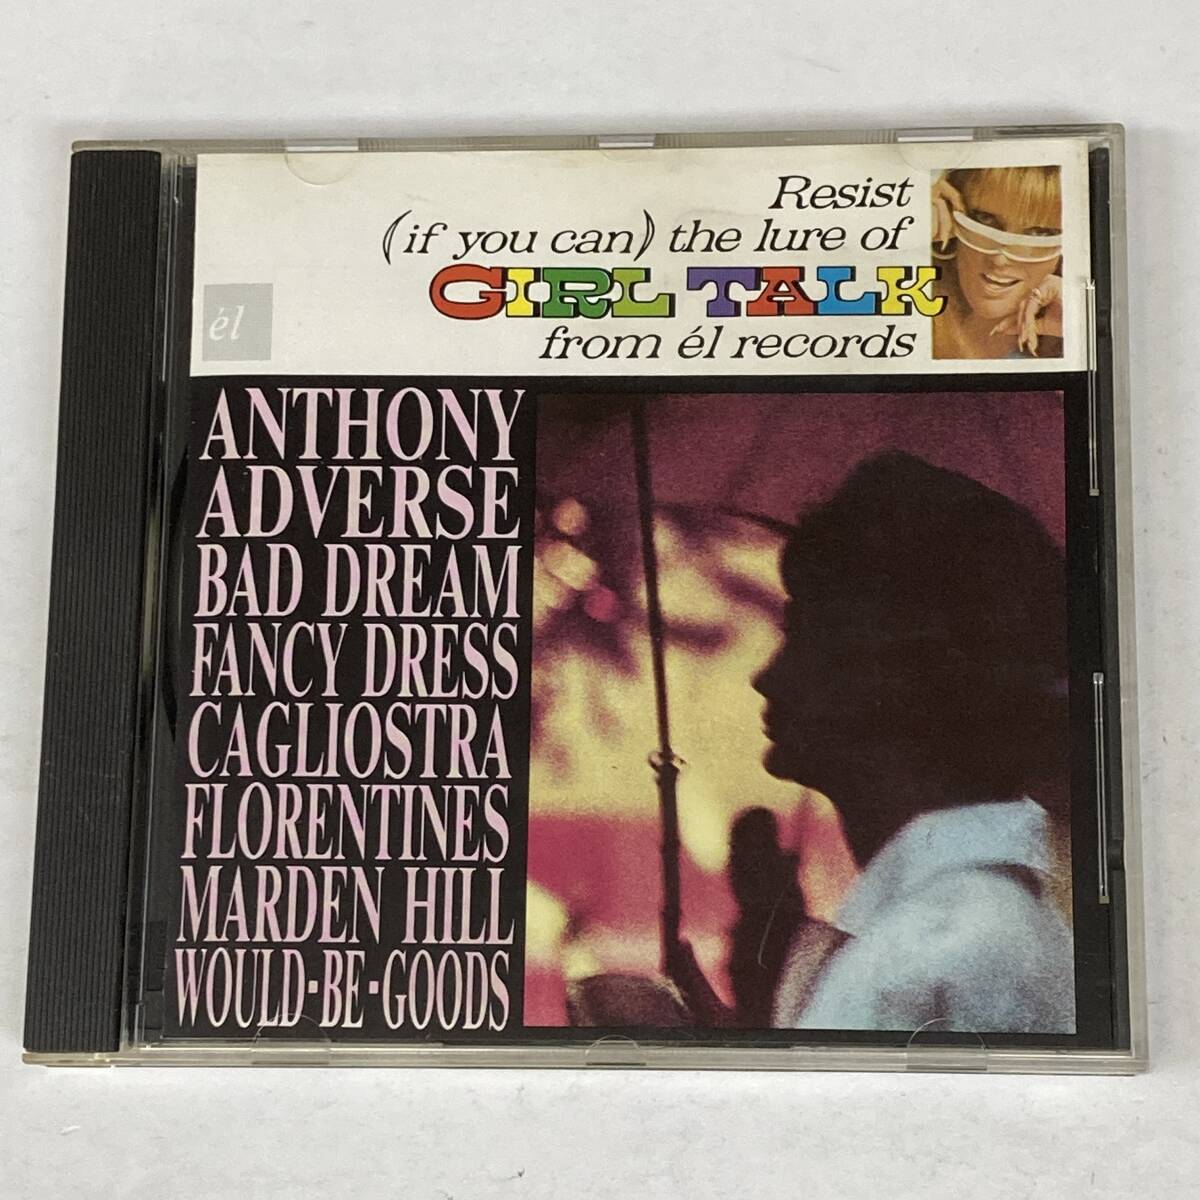 Resist
(if you can) the lure of
GIRL TALK
from él records
él
ANTHONY
ADVERSE
BAD DREAM
FANCY DRESS
CAGLIOSTRA
FLORENTINES
MARDEN HILL
WOULD-BE-GOODS